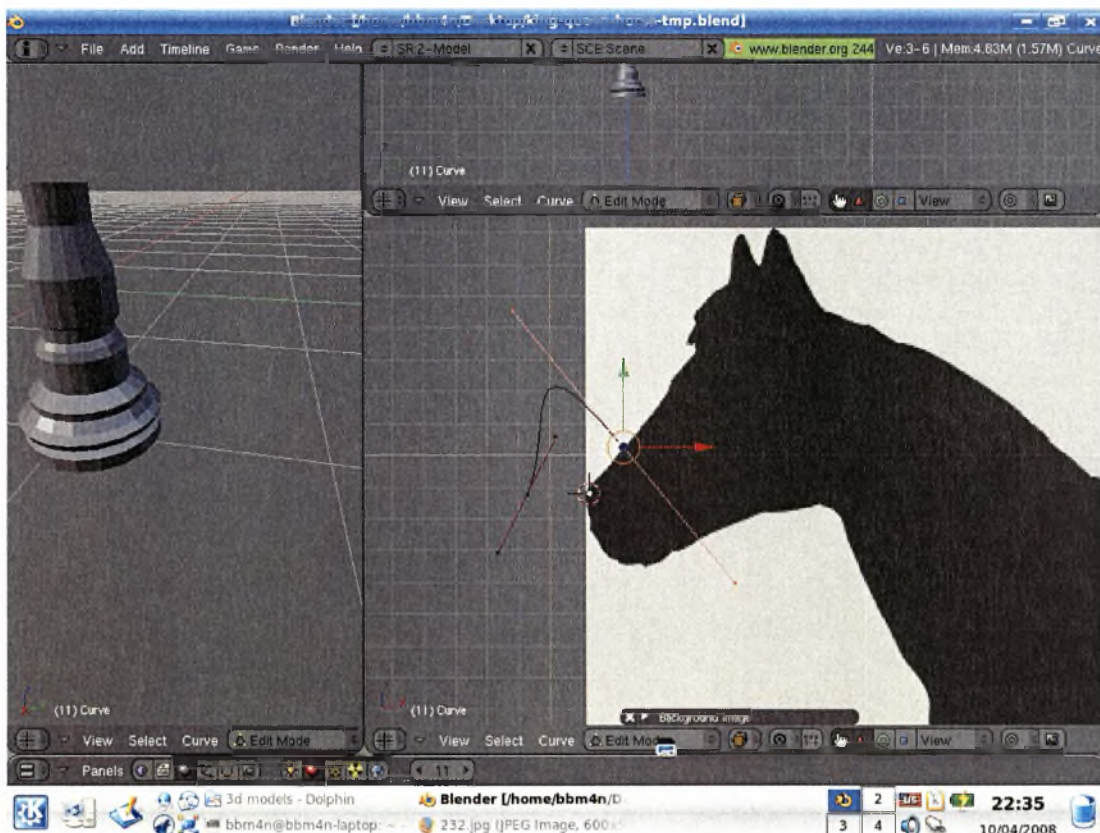 -tmp.blend]
File Add Timeline Game Render Help SR:2-Model X SCE:Scene X www.blender.org 244 Ve:3-6 | Mem:4.63M (1.57M) Curve
(11) Curve
View Select Curve Edit Mode View
(11) Curve
(11) Curve
Background Image
View Select Curve Edit Mode
View Select Curve Edit Mode View
Panels 11
3d models - Dolphin
Blender [/home/bbm4n/D
2
22:35
bbm4n@bbm4n-laptop: ~
232.jpg (JPEG Image, 600x
3 4
10/04/2008